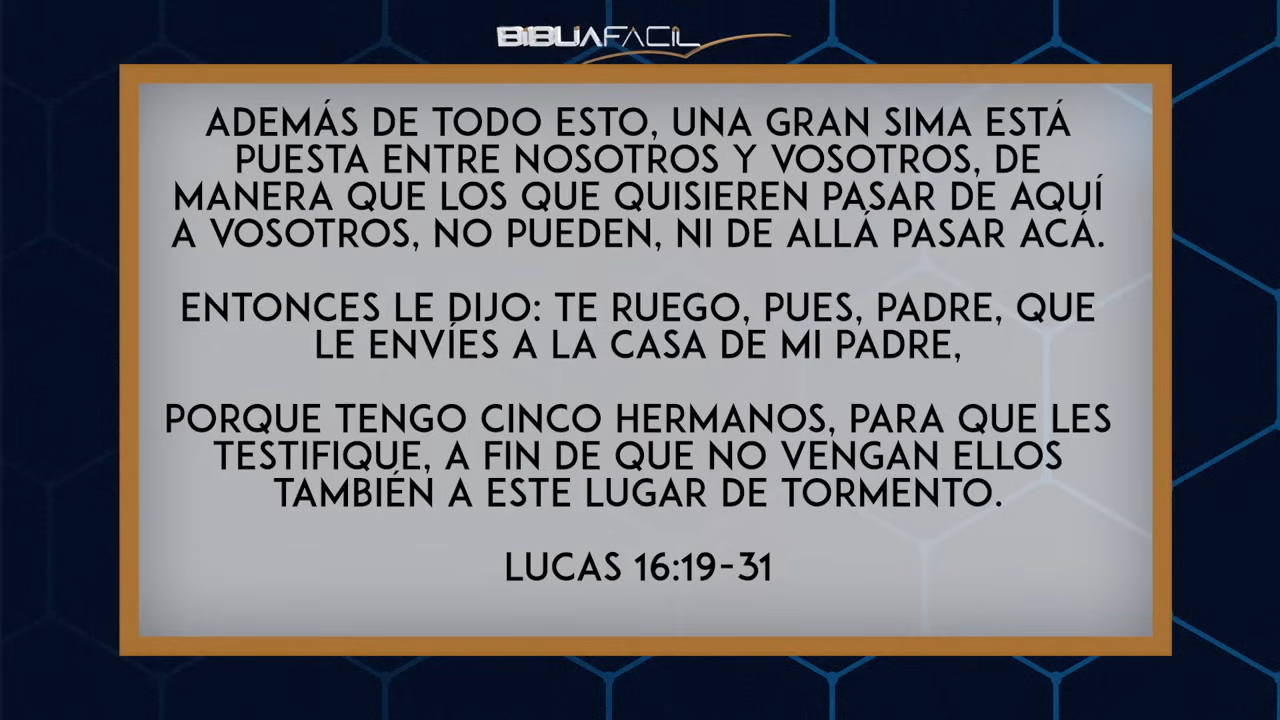 BIBLIAFACIL
ADEMÁS DE TODO ESTO, UNA GRAN SIMA ESTÁ
PUESTA ENTRE NOSOTROS Y VOSOTROS, DE
MANERA QUE LOS QUE QUISIEREN PASAR DE AQUÍ
A VOSOTROS, NO PUEDEN, NI DE ALLÁ PASAR ACÁ.
ENTONCES LE DIJO: TE RUEGO, PUES, PADRE, QUE
LE ENVÍES A LA CASA DE MI PADRE,
PORQUE TENGO CINCO HERMANOS, PARA QUE LES
TESTIFIQUE, A FIN DE QUE NO VENGAN ELLOS
TAMBIÉN A ESTE LUGAR DE TORMENTO.
LUCAS 16:19-31